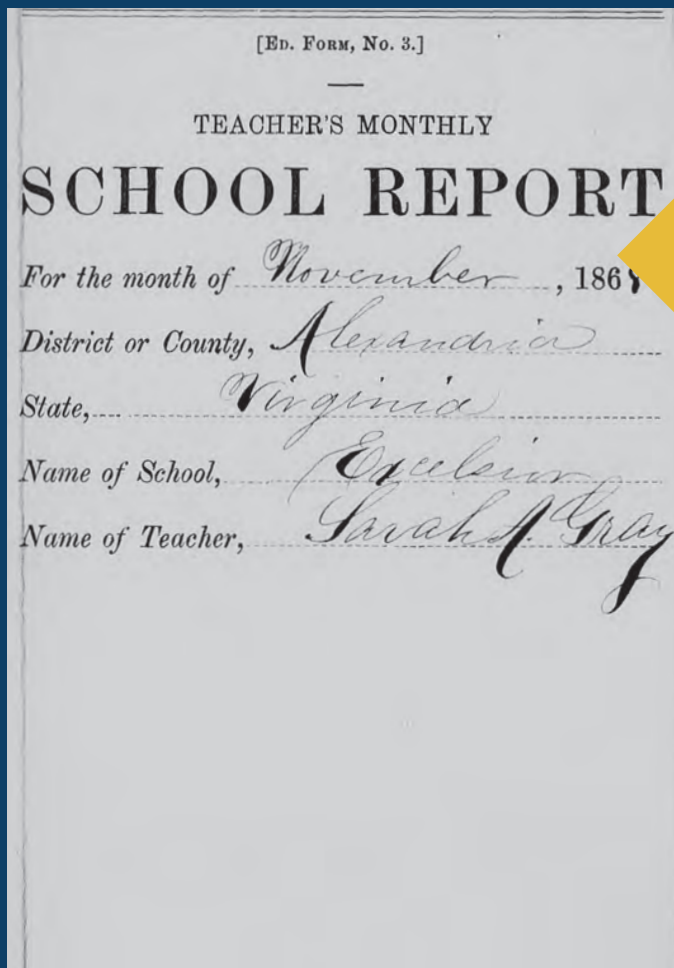 [ED. FORM, NO. 3.]
TEACHER'S MONTHLY
SCHOOL REPORT
For the month of November, 186
District or County, Alexandria
State, Virginia
Name of School, Excelsior
Name of Teacher, Sarah A. Gray